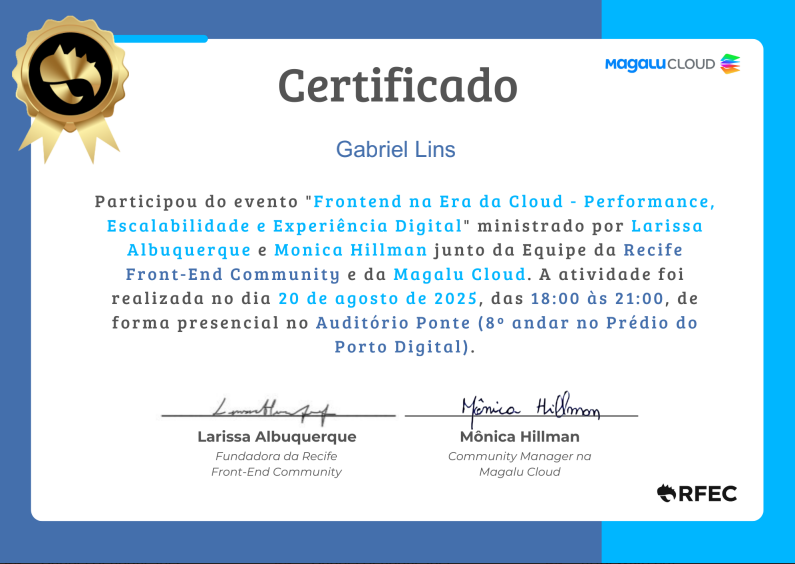 MagaLU CLOUD
Certificado
Gabriel Lins
Participou do evento "Frontend na Era da Cloud - Performance,
Escalabilidade e Experiência Digital" ministrado por Larissa
Albuquerque e Monica Hillman junto da Equipe da Recife
Front-End Community e da Magalu Cloud. A atividade foi
realizada no dia 20 de agosto de 2025, das 18:00 às 21:00, de
forma presencial no Auditório Ponte (8º andar no Prédio do
Porto Digital).
Mônica Hillman
Larissa Albuquerque
Fundadora da Recife
Front-End Community
Mônica Hillman
Community Manager na
Magalu Cloud
RFEC